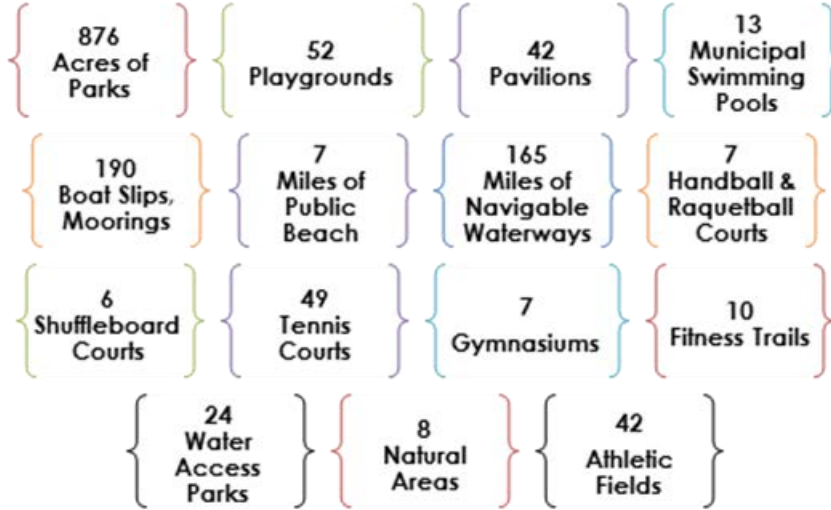 876
Acres of
Parks
52
Playgrounds
42
Pavilions
13
Municipal
Swimming
Pools
190
Boat Slips,
Moorings
7
Miles of
Public
Beach
165
Miles of
Navigable
Waterways
7
Handball &
Raquetball
Courts
6
Shuffleboard
Courts
49
Tennis
Courts
7
Gymnasiums
10
Fitness Trails
24
Water
Access
Parks
8
Natural
Areas
42
Athletic
Fields